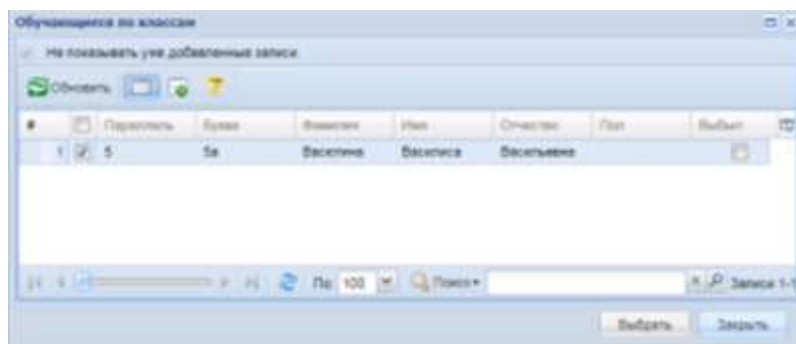 Обучающиеся по классам
Не показывать уже добавленные записи
Обновить
# Параллель Буква Фамилия Имя Отчество Пол Выбыл
1 5 5а Василина Василиса Васильевна
По 100 Поиск Записи 1-1
Выбрать Закрыть